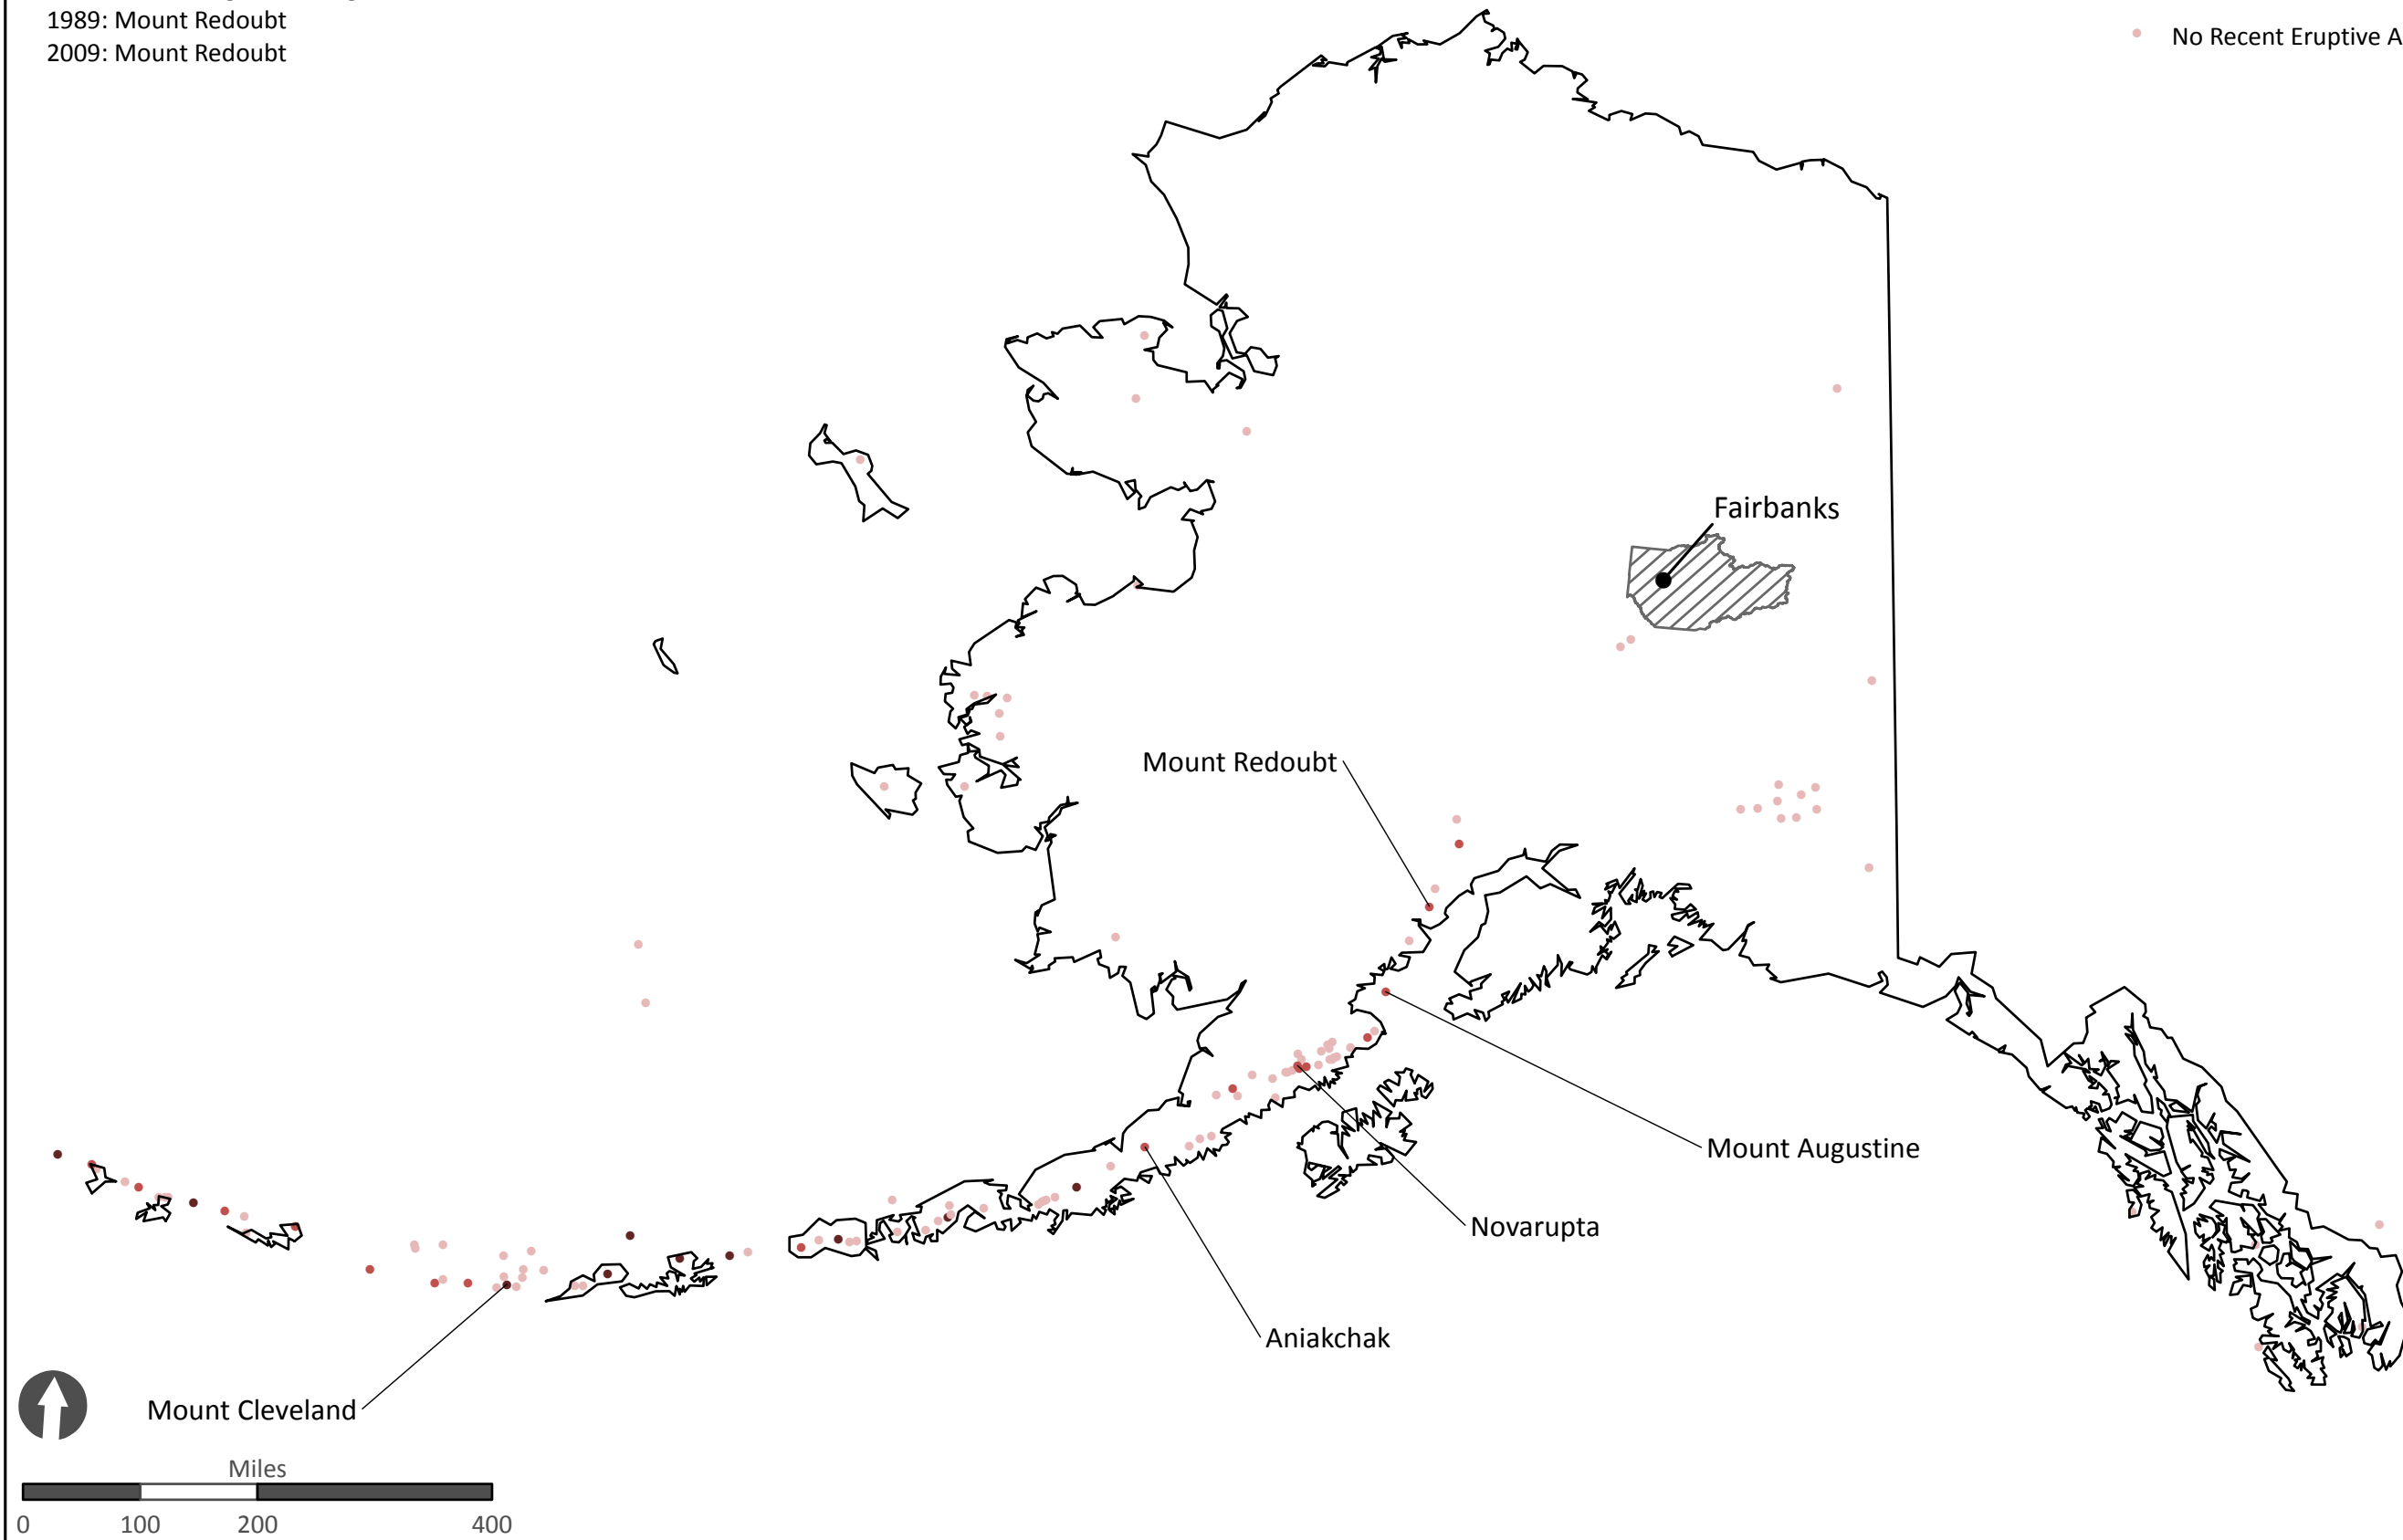 1989: Mount Redoubt
2009: Mount Redoubt
No Recent Eruptive A
Fairbanks
Mount Redoubt
Mount Augustine
Novarupta
Aniakchak
Mount Cleveland
Miles
0 100 200 400